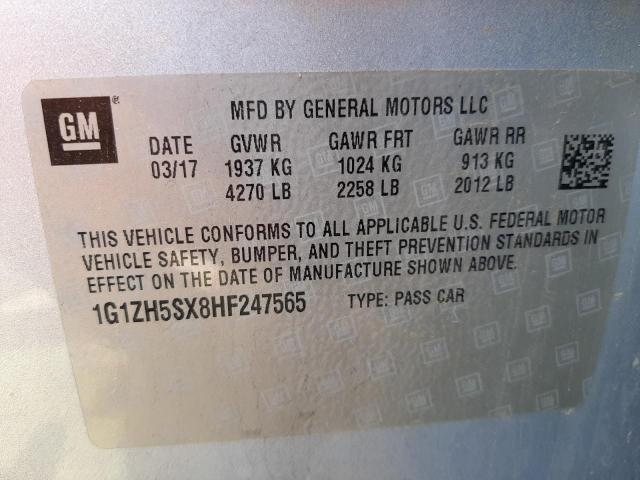 GM
MFD BY GENERAL MOTORS LLC
DATE GVWR GAWR FRT GAWR RR
03/17 1937 KG 1024 KG 913 KG
4270 LB 2258 LB 2012 LB
THIS VEHICLE CONFORMS TO ALL APPLICABLE U.S. FEDERAL MOTOR
VEHICLE SAFETY, BUMPER, AND THEFT PREVENTION STANDARDS IN
EFFECT ON THE DATE OF MANUFACTURE SHOWN ABOVE.
1G1ZH5SX8HF247565 TYPE: PASS CAR